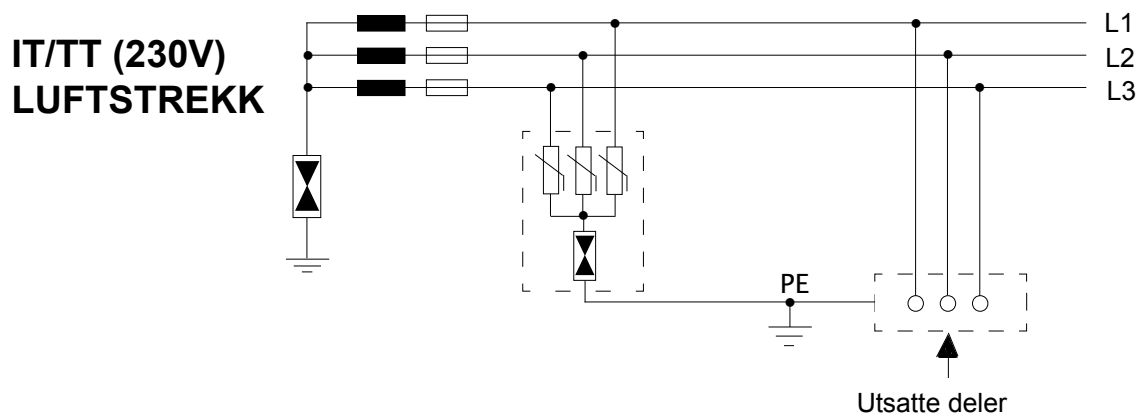 IT/TT (230V)
LUFTSTREKK
L1
L2
L3
PE
Utsatte deler